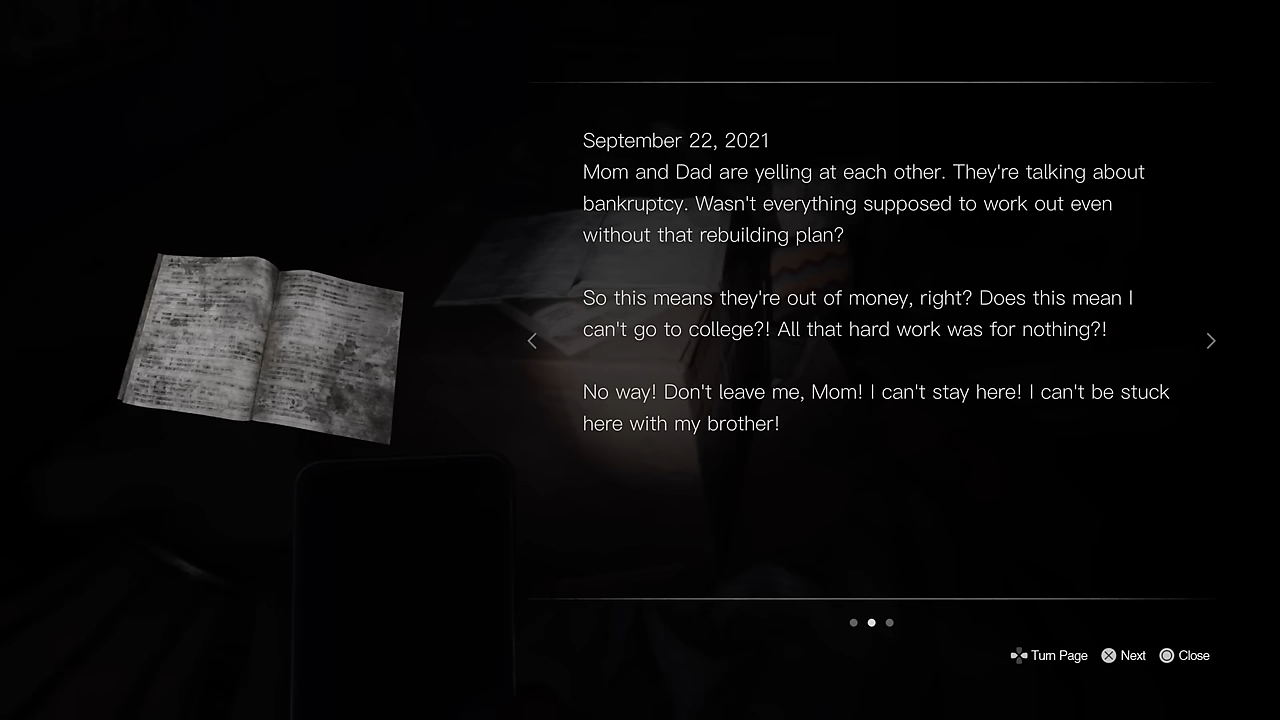 September 22, 2021
Mom and Dad are yelling at each other. They're talking about
bankruptcy. Wasn't everything supposed to work out even
without that rebuilding plan?
So this means they're out of money, right? Does this mean I
can't go to college?! All that hard work was for nothing?!
No way! Don't leave me, Mom! I can't stay here! I can't be stuck
here with my brother!
Turn Page Next Close